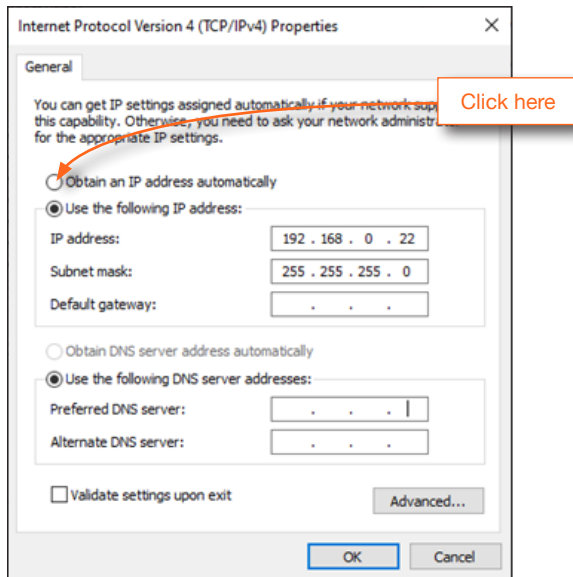 Internet Protocol Version 4 (TCP/IPv4) Properties
General
You can get IP settings assigned automatically if your network supp
this capability. Otherwise, you need to ask your network administrat
for the appropriate IP settings.
Click here
Obtain an IP address automatically
Use the following IP address:
IP address: 192 . 168 . 0 . 22
Subnet mask: 255 . 255 . 255 . 0
Default gateway: . . .
Obtain DNS server address automatically
Use the following DNS server addresses:
Preferred DNS server: . . .
Alternate DNS server: . . .
Validate settings upon exit
Advanced...
OK Cancel